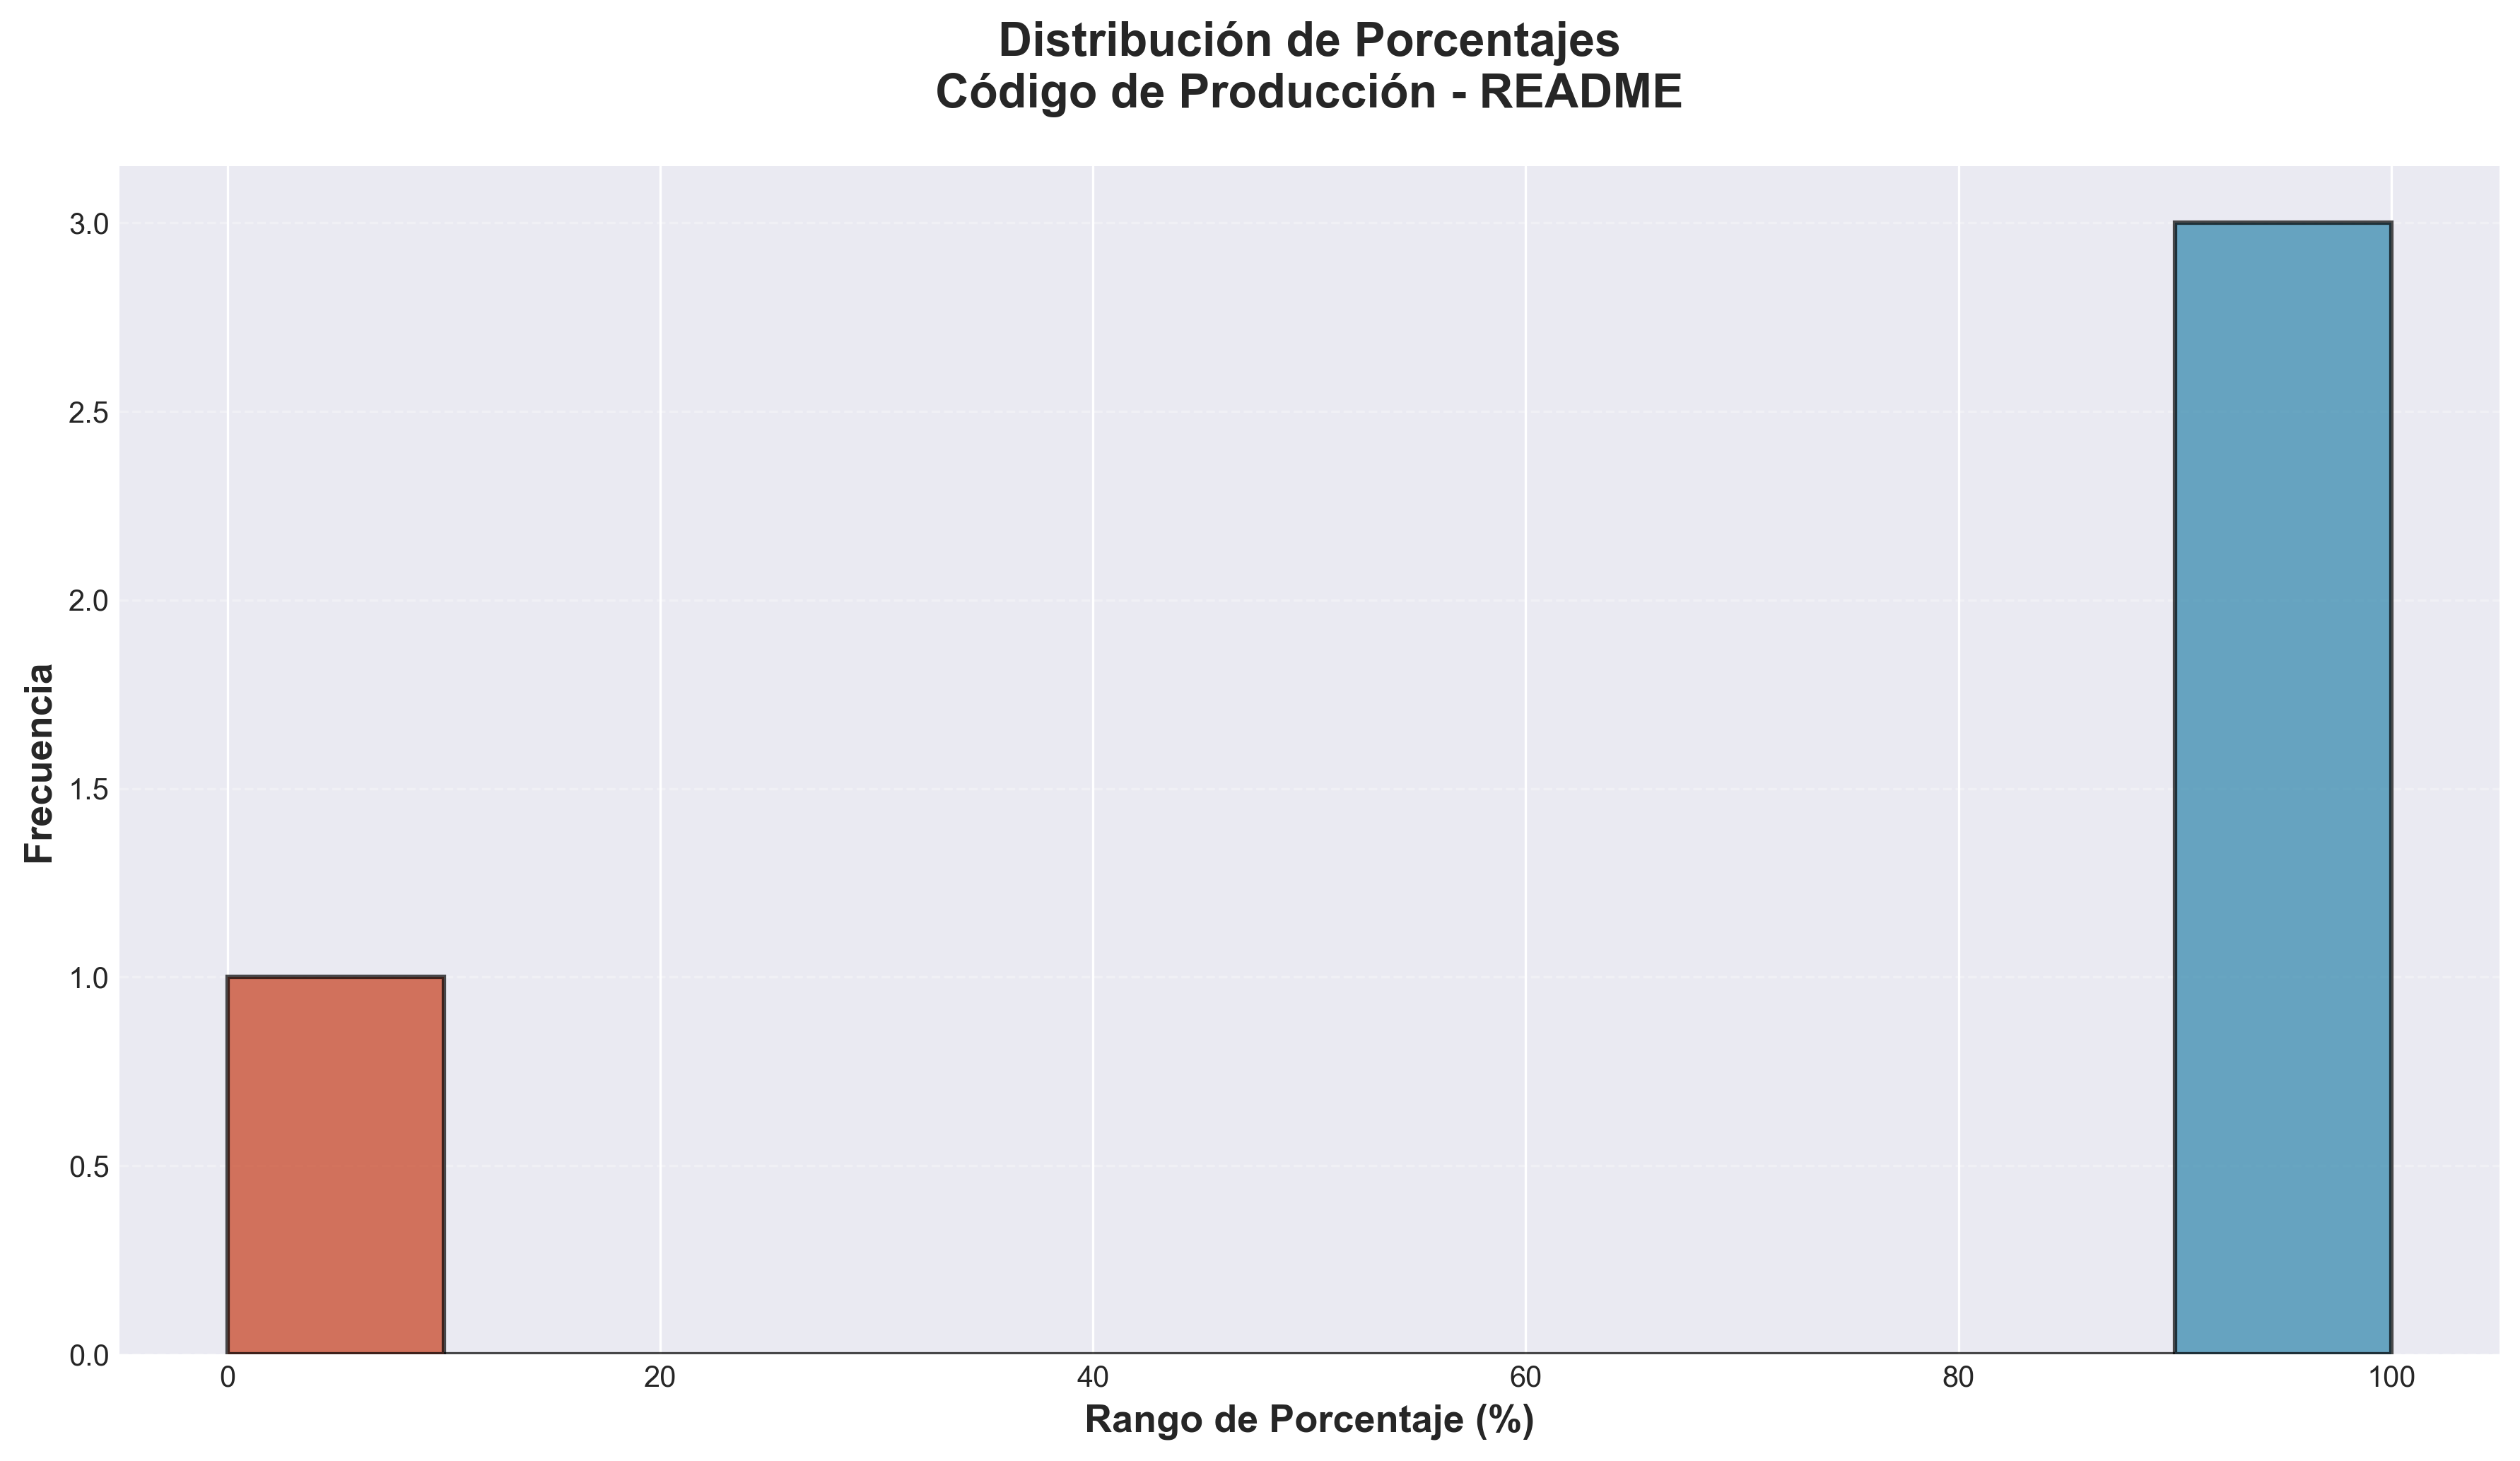 Distribución de Porcentajes
Código de Producción - README
3.0
2.5
2.0
1.5
1.0
0.5
0.0
Frecuencia
0 20 40 60 80 100
Rango de Porcentaje (%)